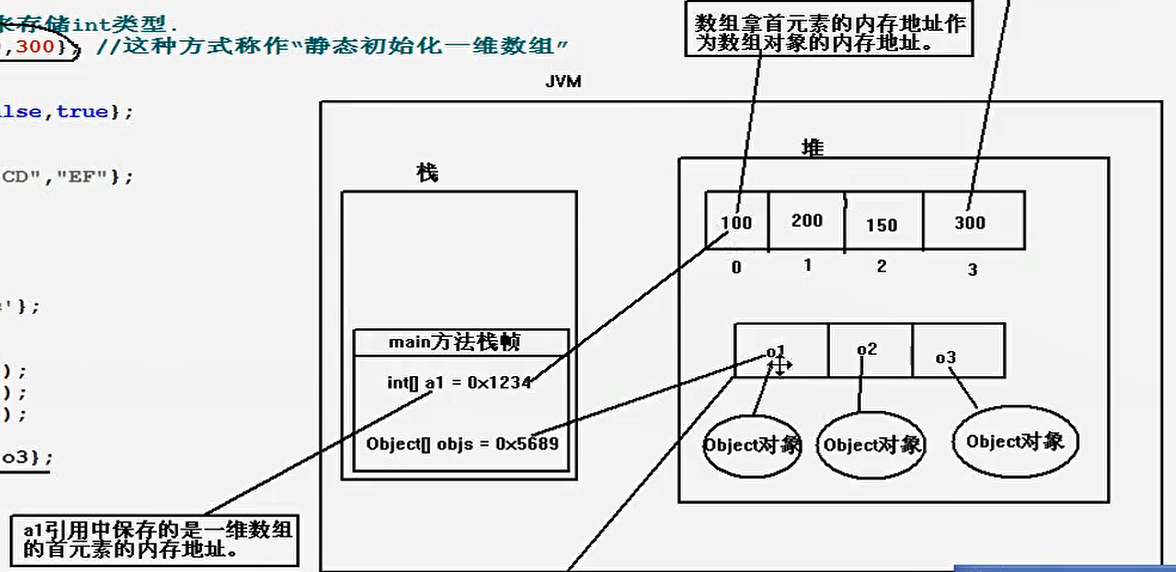 来存储int类型.
,300}; //这种方式称作“静态初始化一维数组”
数组拿首元素的内存地址作
为数组对象的内存地址。
JVM
alse,true};
CD","EF"};
栈
堆
100 200 150 300
0 1 2 3
'};
main方法栈帧
int[] a1 = 0x1234
o1 o2 o3
);
);
);
Object[] objs = 0x5689
Object对象 Object对象 Object对象
o3};
a1引用中保存的是一维数组
的首元素的内存地址。